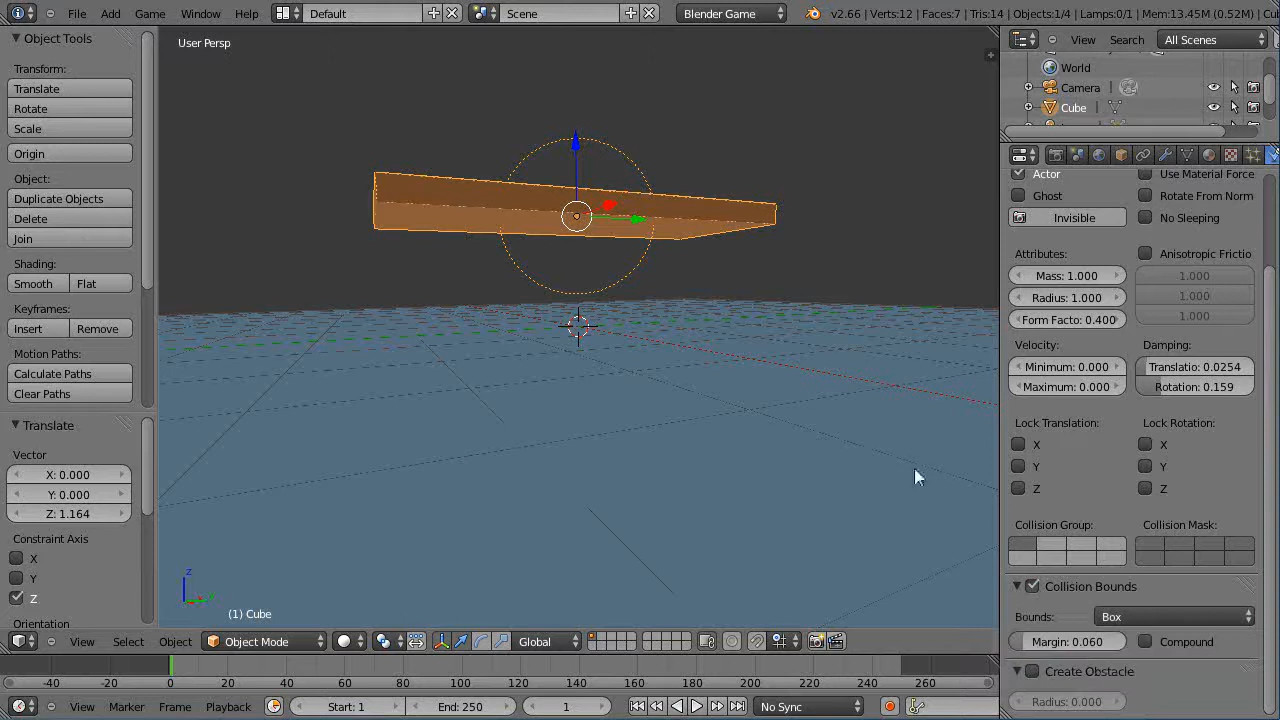 File Add Game Window Help Default Scene Blender Game v2.66 | Verts:12 | Faces:7 | Tris:14 | Objects:1/4 | Lamps:0/1 | Mem:13.45M (0.52M) | Cub
Object Tools
Transform:
Translate
Rotate
Scale
Origin
Object:
Duplicate Objects
Delete
Join
Shading:
Smooth Flat
Keyframes:
Insert Remove
Motion Paths:
Calculate Paths
Clear Paths
Translate
Vector
X: 0.000
Y: 0.000
Z: 1.164
Constraint Axis
X
Y
Z
Orientation
User Persp
z
(1) Cube
View Select Object Object Mode Global
-40 -20 0 20 40 60 80 100 120 140 160 180 200 220 240 260
View Marker Frame Playback Start: 1 End: 250 1 No Sync
View Search All Scenes
World
Camera
Cube
Actor Use Material Force
Ghost Rotate From Norm
Invisible No Sleeping
Attributes: Anisotropic Frictio
Mass: 1.000 1.000
Radius: 1.000 1.000
Form Facto: 0.400 1.000
Velocity: Damping:
Minimum: 0.000 Translatio: 0.0254
Maximum: 0.000 Rotation: 0.159
Lock Translation: Lock Rotation:
X X
Y Y
Z Z
Collision Group: Collision Mask:
Collision Bounds
Bounds: Box
Margin: 0.060 Compound
Create Obstacle
Radius: 0.000